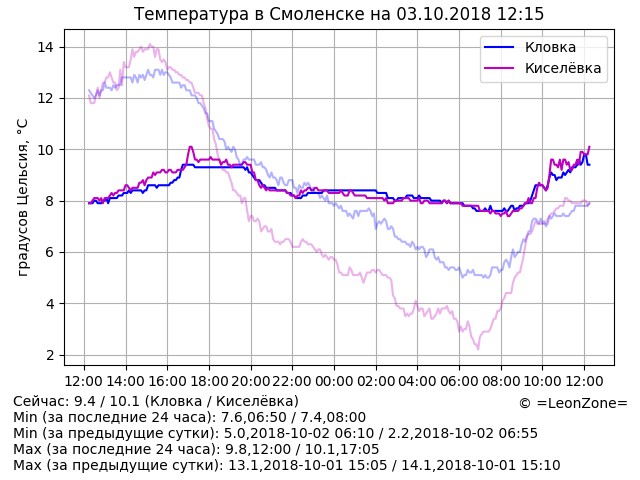 Температура в Смоленске на 03.10.2018 12:15
градусов Цельсия, °C
14
12
10
8
6
4
2
Кловка
Киселёвка
12:00 14:00 16:00 18:00 20:00 22:00 00:00 02:00 04:00 06:00 08:00 10:00 12:00
Сейчас: 9.4 / 10.1 (Кловка / Киселёвка)
© =LeonZone=
Min (за последние 24 часа): 7.6,06:50 / 7.4,08:00
Min (за предыдущие сутки): 5.0,2018-10-02 06:10 / 2.2,2018-10-02 06:55
Max (за последние 24 часа): 9.8,12:00 / 10.1,17:05
Max (за предыдущие сутки): 13.1,2018-10-01 15:05 / 14.1,2018-10-01 15:10